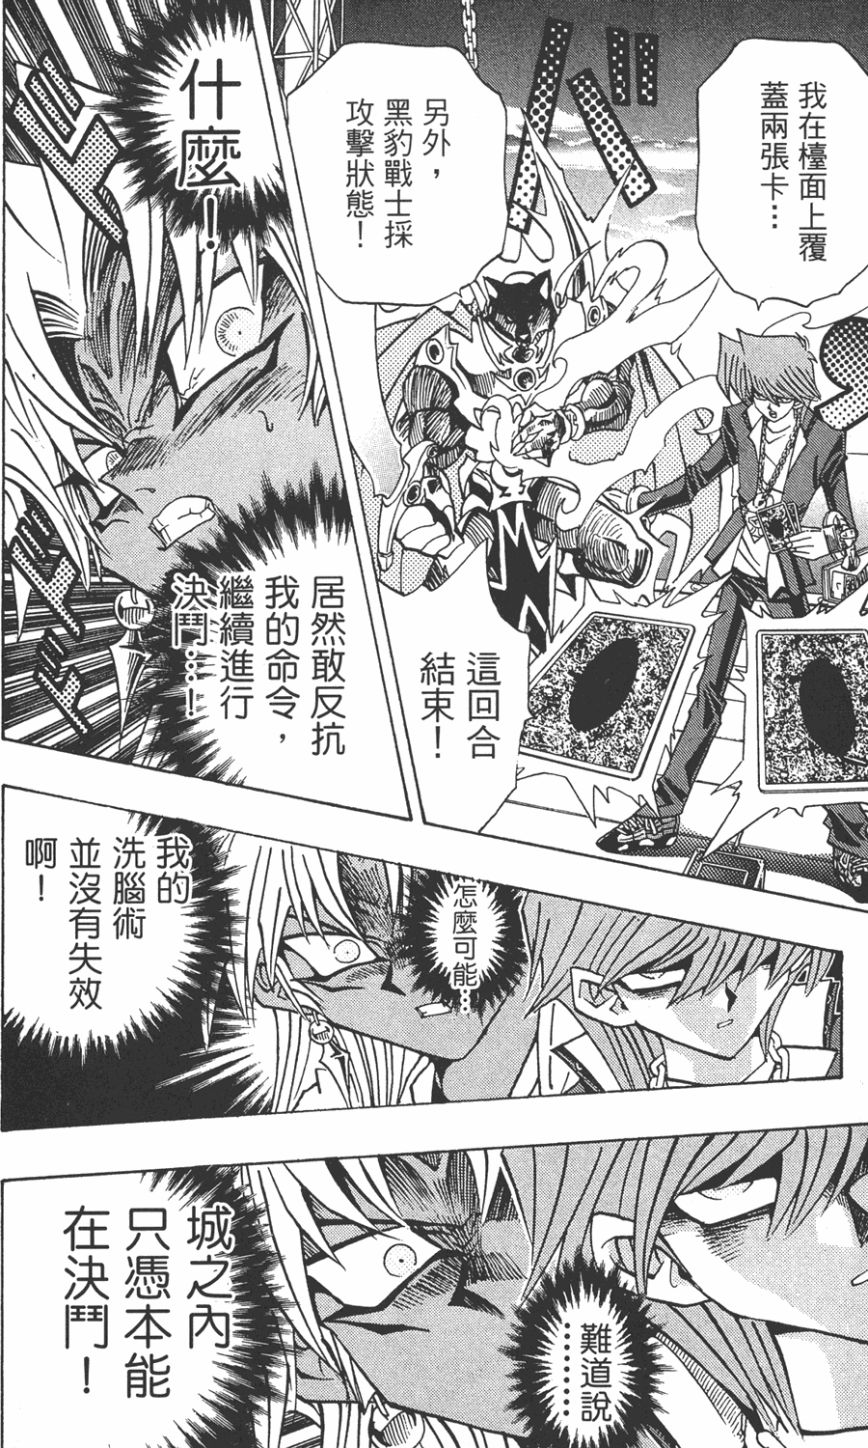 我在檯面上覆
蓋兩張卡⋯
另外，
黑豹戰士採
攻擊狀態！
這回合
結束！
什麼！
居然敢反抗
我的命令，
繼續進行
決鬥⋯⋯！
怎麼可能⋯
我的
洗腦術
並沒有失效
啊！
難道說
⋯⋯⋯
城之內
只憑本能
在決鬥！